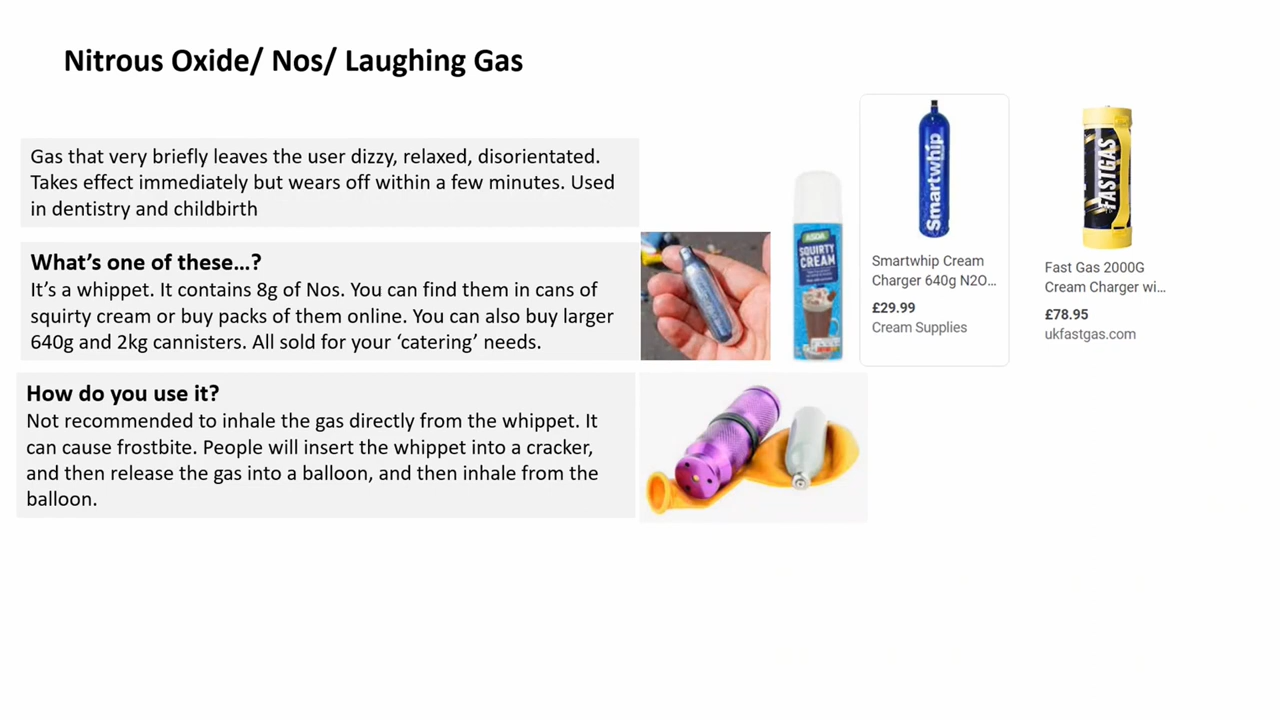 Nitrous Oxide/ Nos/ Laughing Gas
Gas that very briefly leaves the user dizzy, relaxed, disorientated.
Takes effect immediately but wears off within a few minutes. Used
in dentistry and childbirth
What's one of these...?
It's a whippet. It contains 8g of Nos. You can find them in cans of
squirty cream or buy packs of them online. You can also buy larger
640g and 2kg cannisters. All sold for your 'catering' needs.
ASDA
SQUIRTY
CREAM
Smartwhip
Smartwhip Cream
Charger 640g N2O...
£29.99
Cream Supplies
FASTGAS
Fast Gas 2000G
Cream Charger wi...
£78.95
ukfastgas.com
How do you use it?
Not recommended to inhale the gas directly from the whippet. It
can cause frostbite. People will insert the whippet into a cracker,
and then release the gas into a balloon, and then inhale from the
balloon.